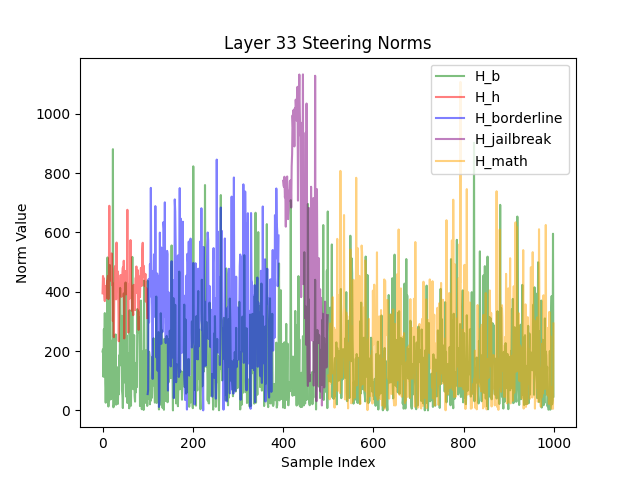 Layer 33 Steering Norms
H_b
H_h
H_borderline
H_jailbreak
H_math
Norm Value
1000
800
600
400
200
0
0 200 400 600 800 1000
Sample Index